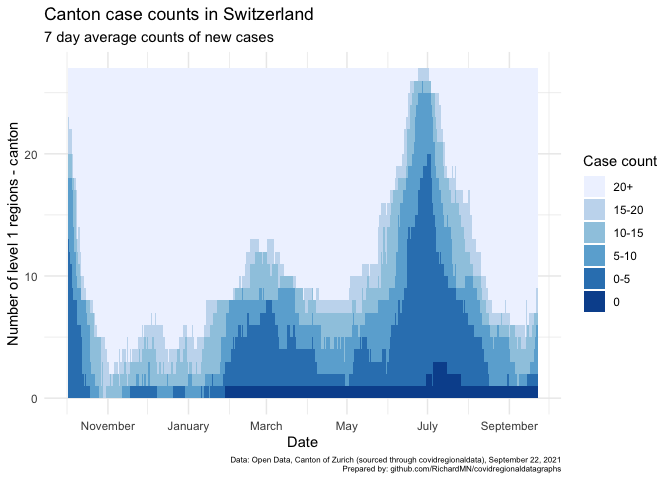 Canton case counts in Switzerland
7 day average counts of new cases
Number of level 1 regions - canton
20
10
0
November January March May July September
Date
Case count
20+
15-20
10-15
5-10
0-5
0
Data: Open Data, Canton of Zurich (sourced through covidregionaldata), September 22, 2021
Prepared by: github.com/RichardMN/covidregionaldatagraphs